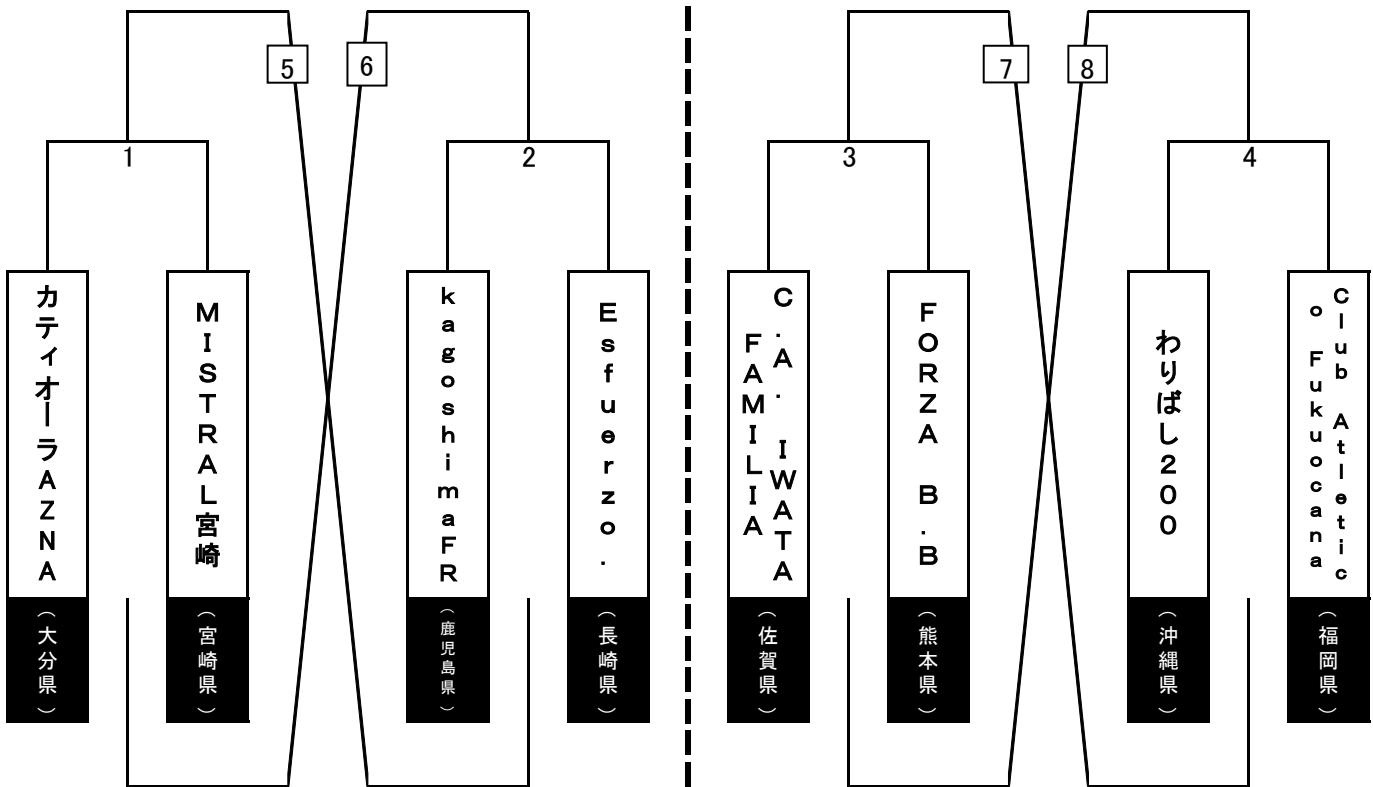 5
6
7
8
1
2
3
4
カティオーラAZNA
(大分県)
MISTRAL宮崎
(宮崎県)
kagoshimaFR
(鹿児島県)
Esfuerzo.
(長崎県)
C.A. IWATA
FAMILIA
(佐賀県)
FORZA B.B
(熊本県)
わりばし200
(沖縄県)
Club Atletic
o Fukuocana
(福岡県)